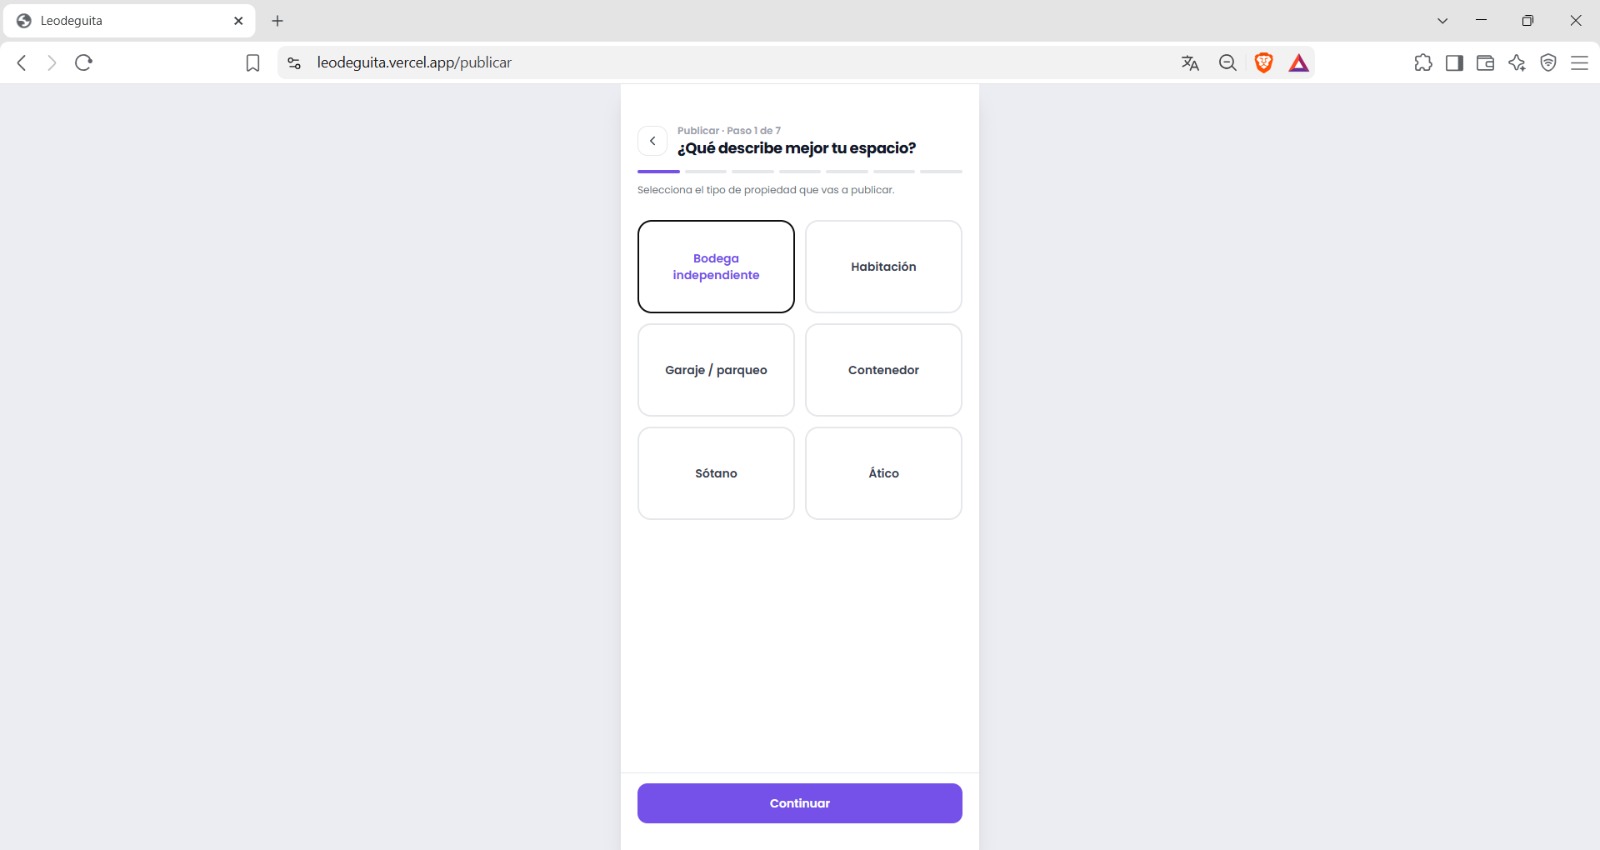 Leodeguita
leodeguita.vercel.app/publicar
Publicar · Paso 1 de 7
¿Qué describe mejor tu espacio?
Selecciona el tipo de propiedad que vas a publicar.
Bodega
independiente
Habitación
Garaje / parqueo
Contenedor
Sótano
Ático
Continuar